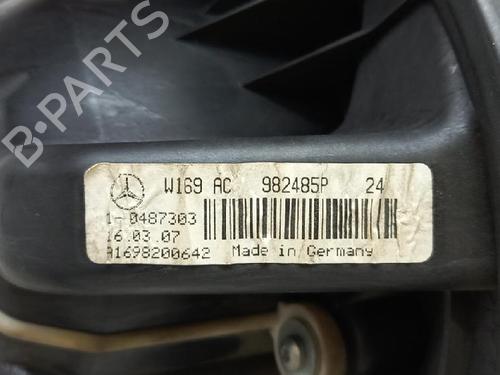 B-PARTS
W169 AC 982485P 24
1-0487303
16.03.07
A1698200642 Made in Germany